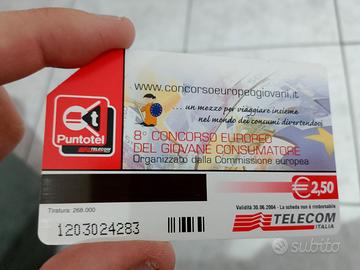 www.concorsoeuropeogiovani.it
... un mezzo per viaggiare insieme
nel mondo dei consumi divertendosi
t
Puntotel
TELECOM
8° CONCORSO EUROPEO
DEL GIOVANE CONSUMATORE
Organizzato dalla Commissione europea
€ 2,50
Tiratura: 268.000
Validità 30.06.2004 - La scheda non è rimborsabile
1203024283
TELECOM
ITALIA
subito